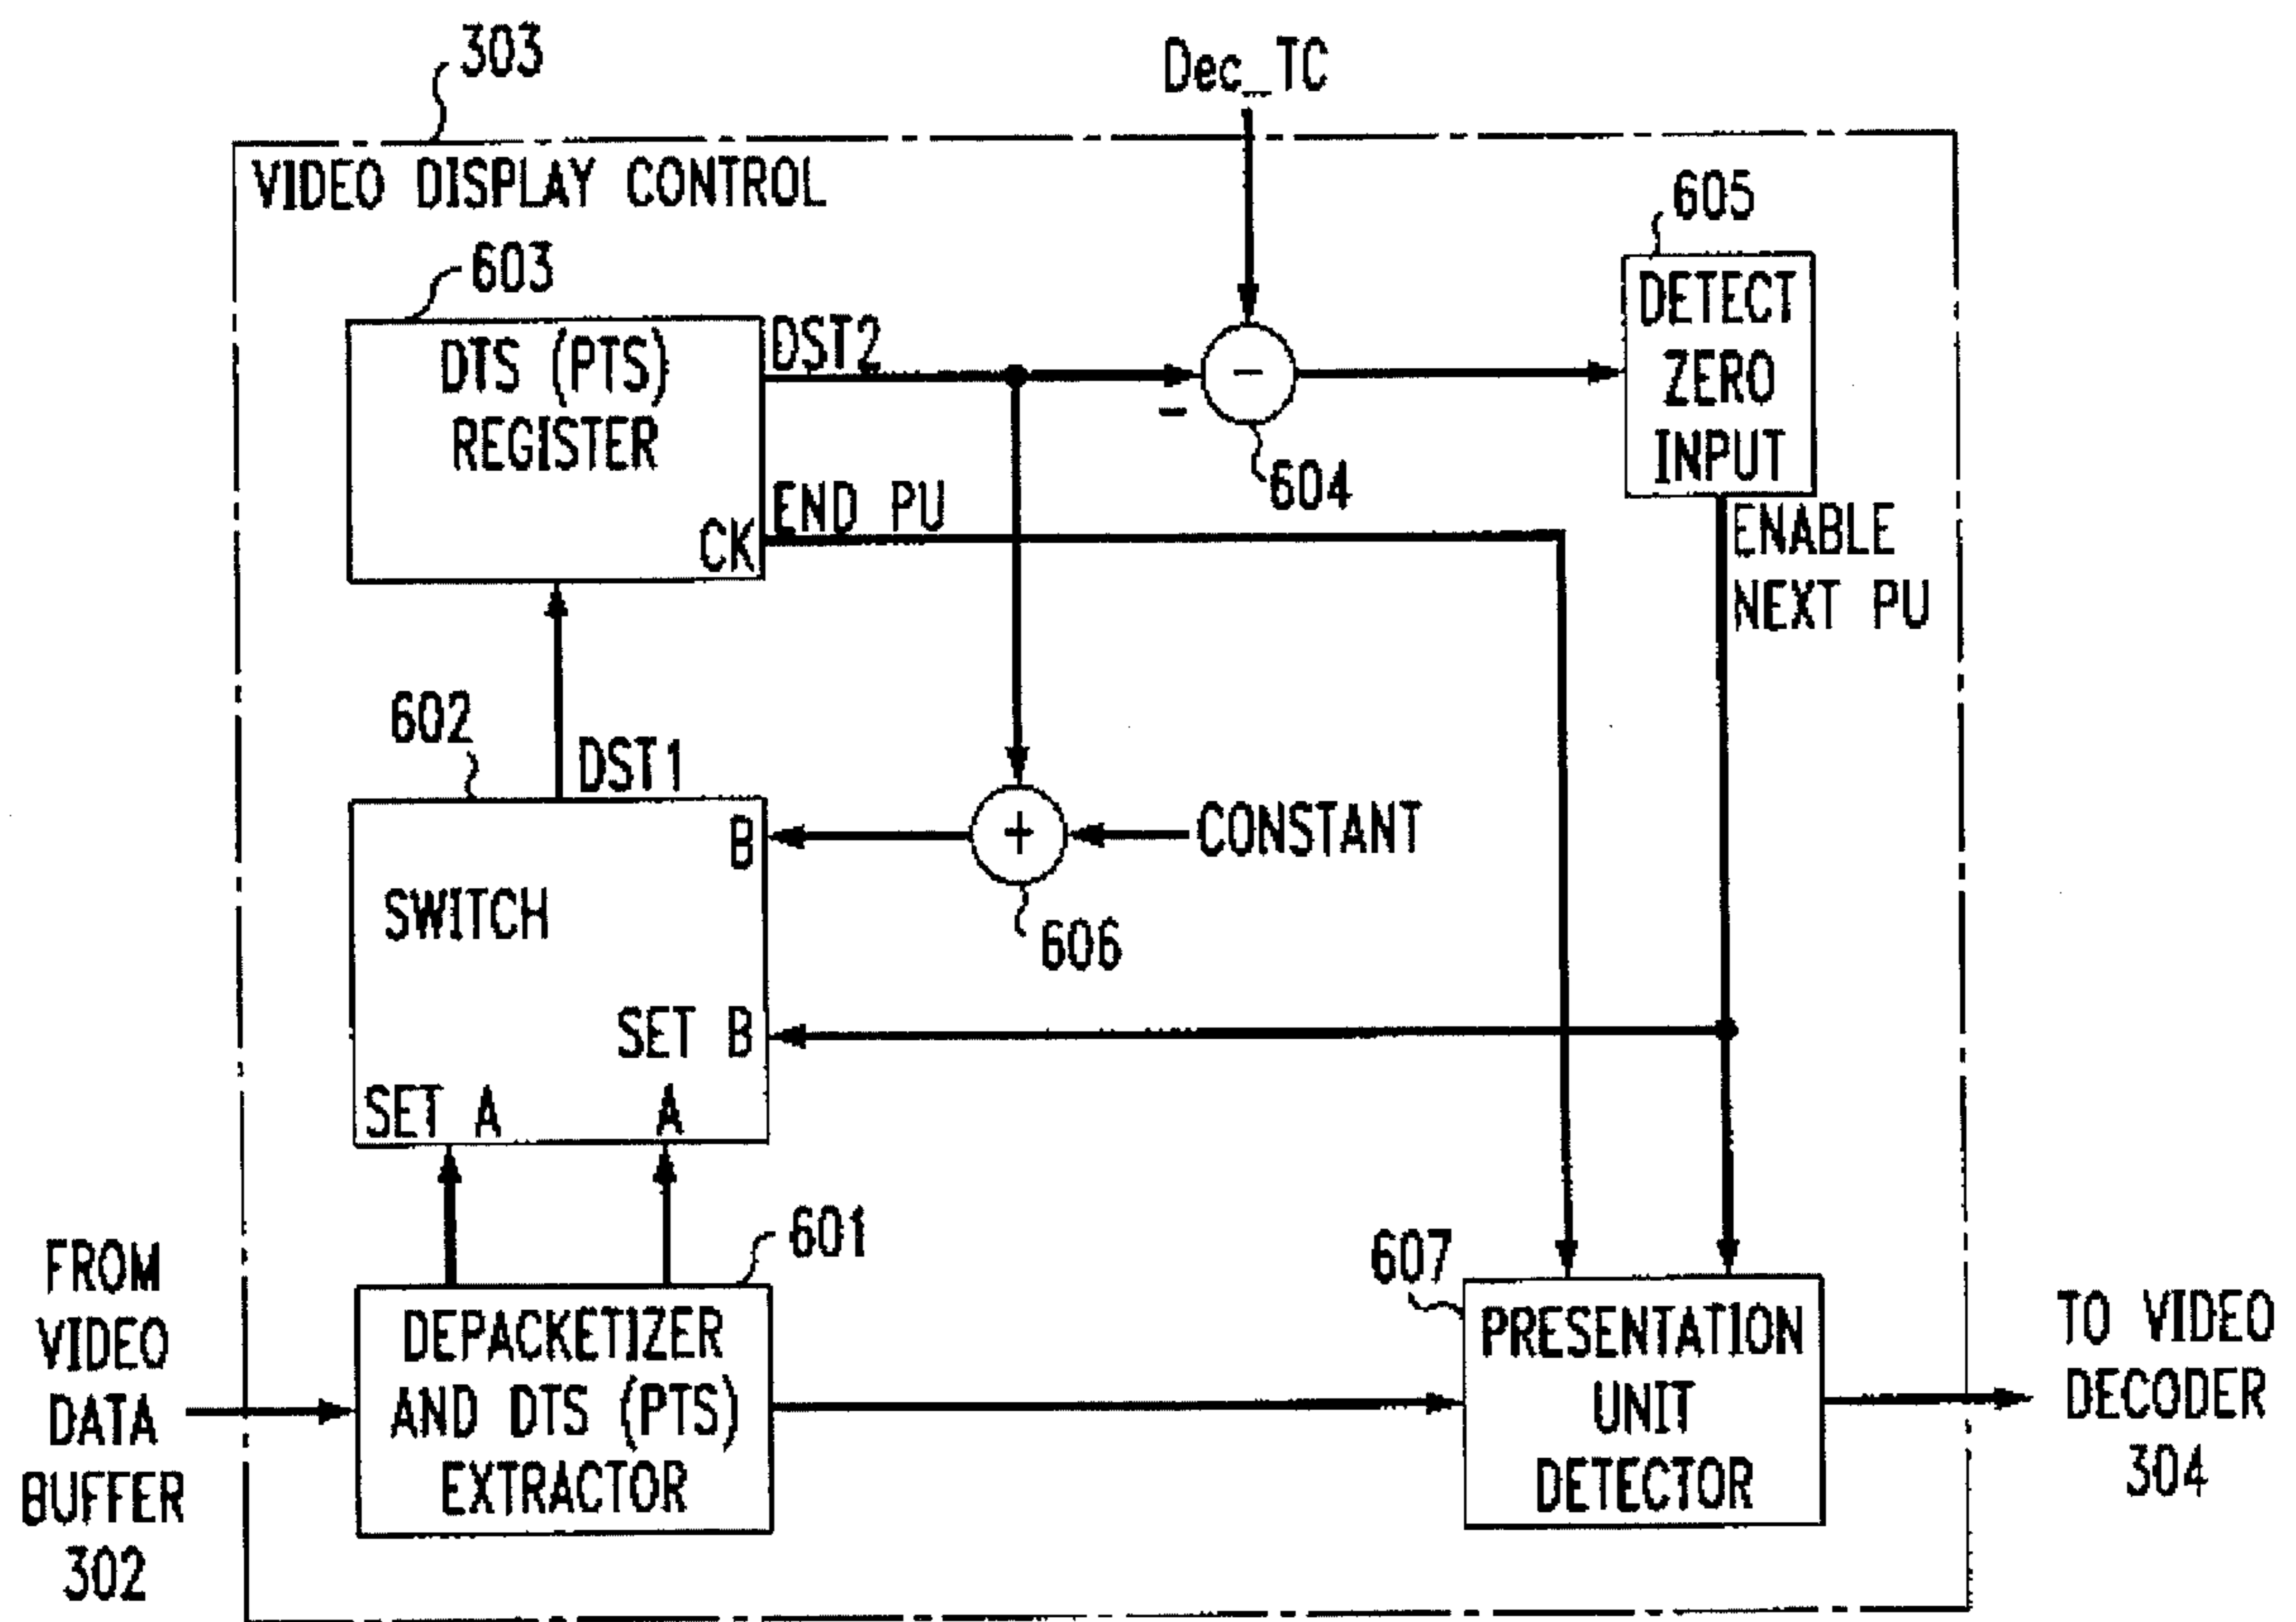 303
Dec_TC
VIDEO DISPLAY CONTROL
605
603
DETECT
ZERO
INPUT
DTS (PTS)
REGISTER
CK
DST2
-
-
604
END PU
ENABLE
NEXT PU
602
DST1
B
+
CONSTANT
SWITCH
606
SET B
SET A
A
601
607
FROM
VIDEO
DATA
BUFFER
302
DEPACKETIZER
AND DTS (PTS)
EXTRACTOR
PRESENTATION
UNIT
DETECTOR
TO VIDEO
DECODER
304